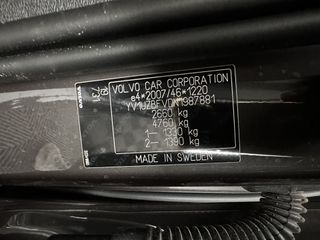 VOLVO CAR CORPORATION
e4*2007/46*1220
2660 kg
4760 kg
1— 1330 kg
2— 1390 kg
MADE IN SWEDEN